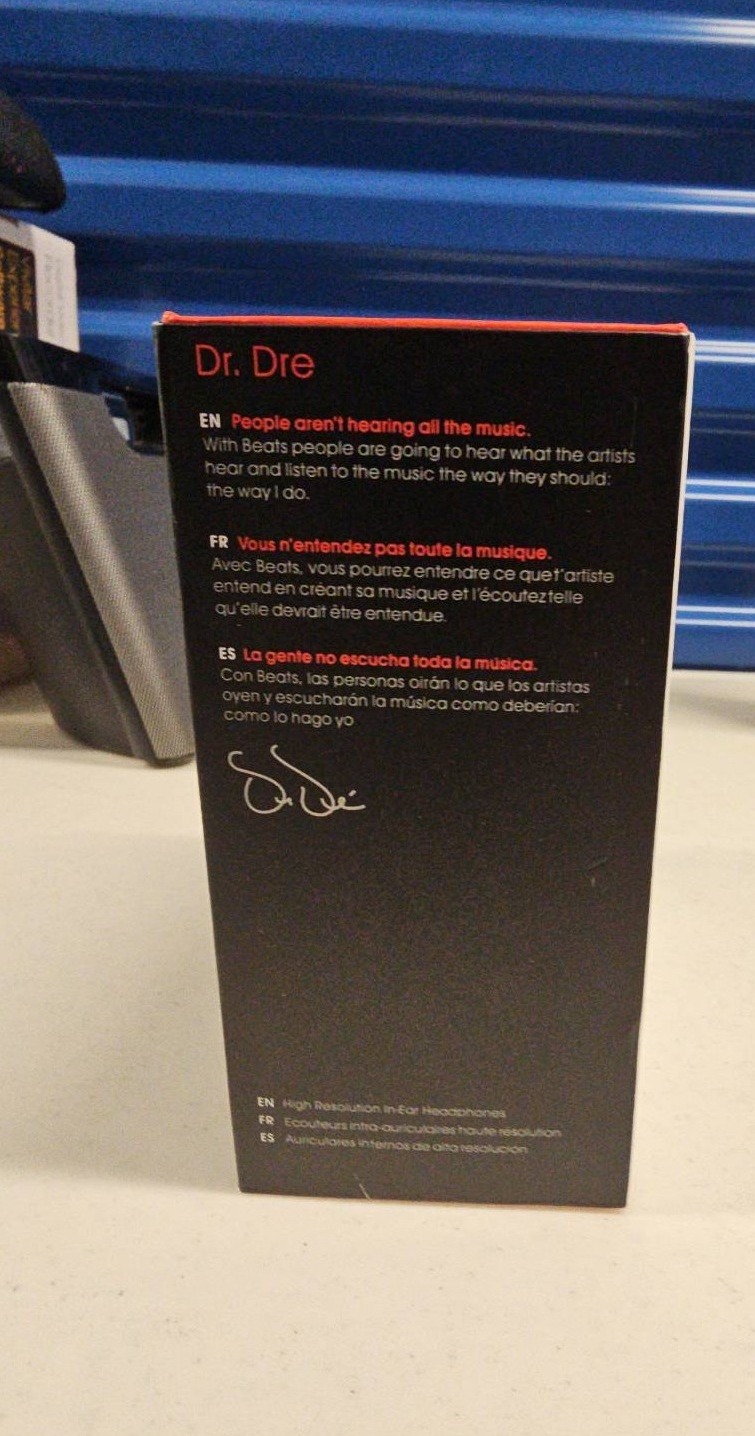 Dr. Dre
EN People aren't hearing all the music.
With Beats people are going to hear what the artists
hear and listen to the music the way they should:
the way I do.
FR Vous n'entendez pas toute la musique.
Avec Beats, vous pourrez entendre ce que l'artiste
entend en créant sa musique et l'écoutez telle
qu'elle devrait être entendue.
ES La gente no escucha toda la música.
Con Beats, las personas oirán lo que los artistas
oyen y escucharán la música como deberían:
como lo hago yo
Dr. Dre
EN High Resolution In-Ear Headphones
FR Ecouteurs intra-auriculaires haute résolution
ES Auriculares internos de alta resolución